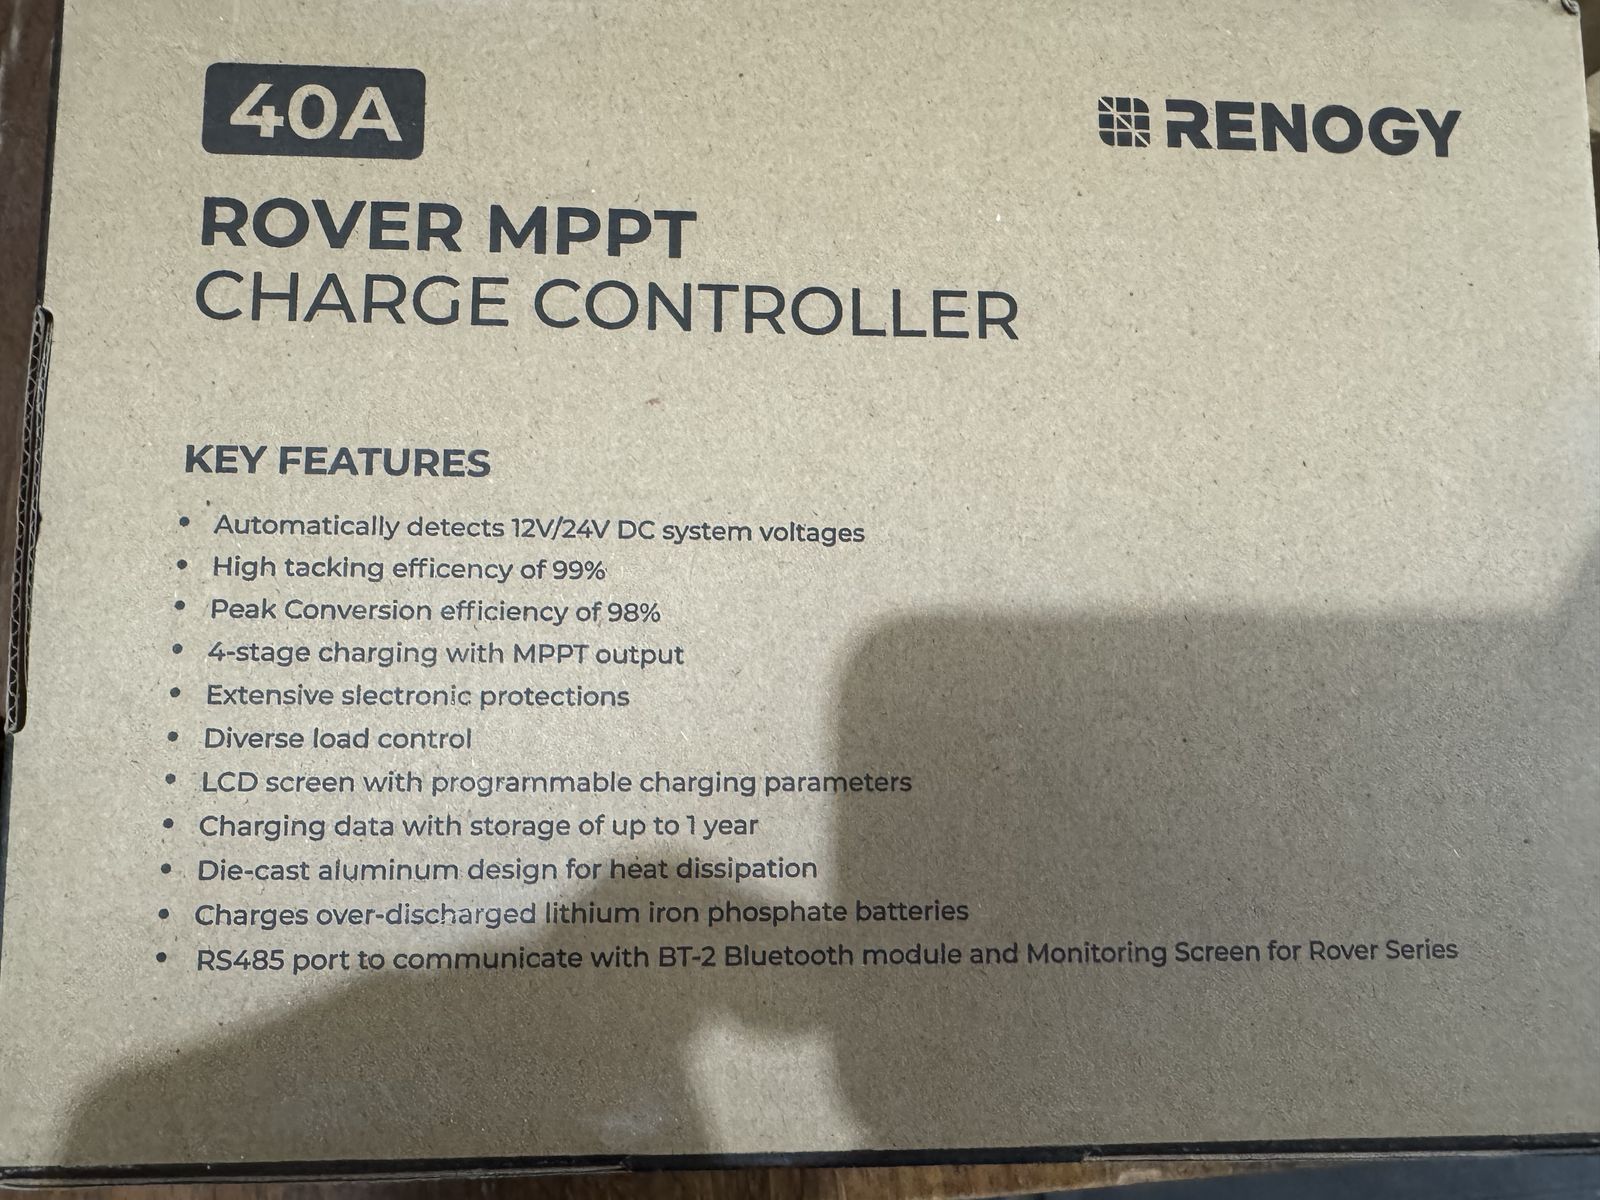 40A
RENOGY
ROVER MPPT
CHARGE CONTROLLER
KEY FEATURES
• Automatically detects 12V/24V DC system voltages
• High tacking efficency of 99%
• Peak Conversion efficiency of 98%
• 4-stage charging with MPPT output
• Extensive slectronic protections
• Diverse load control
• LCD screen with programmable charging parameters
• Charging data with storage of up to 1 year
• Die-cast aluminum design for heat dissipation
• Charges over-discharged lithium iron phosphate batteries
• RS485 port to communicate with BT-2 Bluetooth module and Monitoring Screen for Rover Series